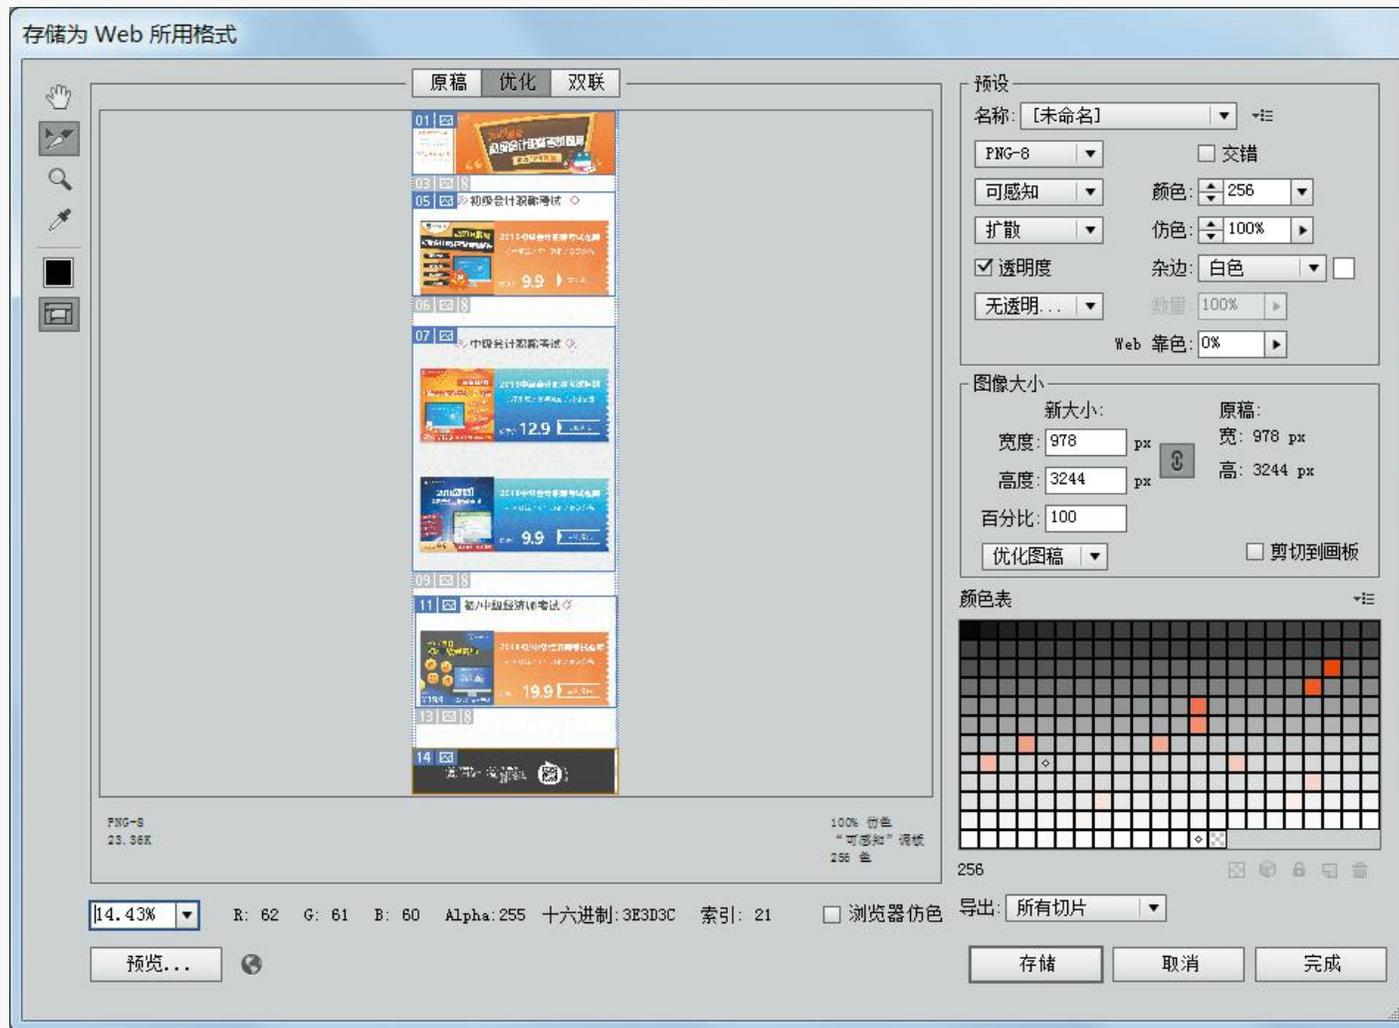 存储为 Web 所用格式
原稿 优化 双联
01
03
05 初级会计职称考试
9.9
06
07 中级会计职称考试
12.9
9.9
09
11 初/中级经济师考试
19.9
13
14
PNG-8
23.36K
100% 仿色
“可感知”调板
256 色
14.43% R: 62 G: 61 B: 60 Alpha:255 十六进制:3E3D3C 索引: 21 浏览器仿色
预览...
预设
名称: [未命名]
PNG-8 交错
可感知 颜色: 256
扩散 仿色: 100%
透明度 杂边: 白色
无透明... 数量: 100%
Web 靠色: 0%
图像大小
新大小: 原稿:
宽度: 978 px 宽: 978 px
高度: 3244 px 高: 3244 px
百分比: 100
优化图稿 剪切到画板
颜色表
256
导出: 所有切片
存储 取消 完成